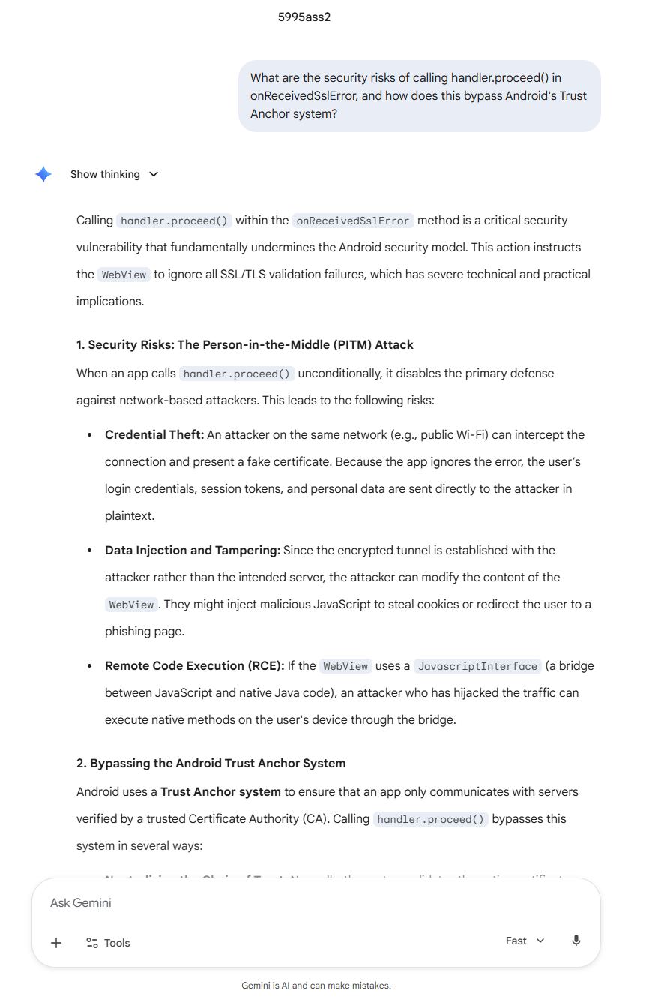 5995ass2
What are the security risks of calling handler.proceed() in
onReceivedSslError, and how does this bypass Android's Trust
Anchor system?
Show thinking
Calling handler.proceed() within the onReceivedSslError method is a critical security
vulnerability that fundamentally undermines the Android security model. This action instructs
the WebView to ignore all SSL/TLS validation failures, which has severe technical and practical
implications.
1. Security Risks: The Person-in-the-Middle (PITM) Attack
When an app calls handler.proceed() unconditionally, it disables the primary defense
against network-based attackers. This leads to the following risks:
• Credential Theft: An attacker on the same network (e.g., public Wi-Fi) can intercept the
connection and present a fake certificate. Because the app ignores the error, the user’s
login credentials, session tokens, and personal data are sent directly to the attacker in
plaintext.
• Data Injection and Tampering: Since the encrypted tunnel is established with the
attacker rather than the intended server, the attacker can modify the content of the
WebView. They might inject malicious JavaScript to steal cookies or redirect the user to a
phishing page.
• Remote Code Execution (RCE): If the WebView uses a JavascriptInterface (a bridge
between JavaScript and native Java code), an attacker who has hijacked the traffic can
execute native methods on the user's device through the bridge.
2. Bypassing the Android Trust Anchor System
Android uses a Trust Anchor system to ensure that an app only communicates with servers
verified by a trusted Certificate Authority (CA). Calling handler.proceed() bypasses this
system in several ways:
Ask Gemini
Tools
Fast
Gemini is AI and can make mistakes.